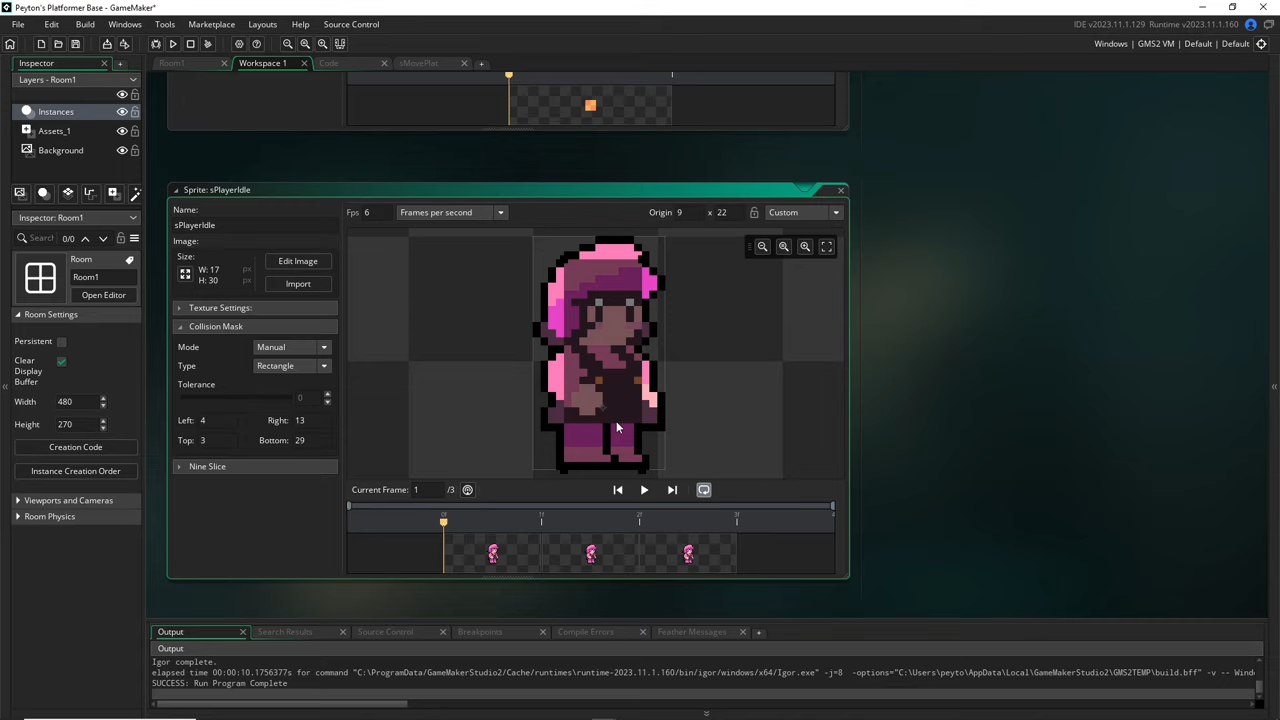 Peyton's Platformer Base - GameMaker*
File Edit Build Windows Tools Marketplace Layouts Help Source Control
IDE v2023.11.1.129 Runtime v2023.11.1.160
Windows | GMS2 VM | Default | Default
Inspector
Room1 Workspace 1 Code sMovePlat
Layers - Room1
Instances
Assets_1
Background
Inspector: Room1
Search 0/0
Room
Room1
Open Editor
Room Settings
Persistent
Clear
Display
Buffer
Width 480
Height 270
Creation Code
Instance Creation Order
Viewports and Cameras
Room Physics
Sprite: sPlayerIdle
Name:
sPlayerIdle
Image:
Size:
W: 17 px
H: 30 px
Edit Image
Import
Texture Settings:
Collision Mask
Mode Manual
Type Rectangle
Tolerance
0
Left: 4 Right: 13
Top: 3 Bottom: 29
Nine Slice
Fps 6 Frames per second
Origin 9 x 22 Custom
Current Frame: 1 /3
0f 1f 2f 3f 4
Output Search Results Source Control Breakpoints Compile Errors Feather Messages
Output
Igor complete.
elapsed time 00:00:10.1756377s for command "C:\ProgramData/GameMakerStudio2/Cache/runtimes\runtime-2023.11.1.160/bin/igor/windows/x64/Igor.exe" -j=8 -options="C:\Users\peyto\AppData\Local\GameMakerStudio2\GMS2TEMP\build.bff" -v -- Windo
SUCCESS: Run Program Complete